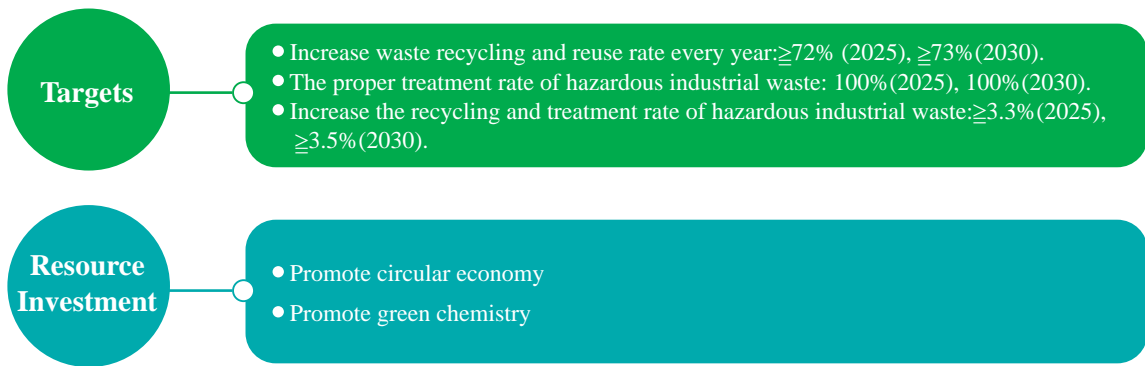 Targets
● Increase waste recycling and reuse rate every year:≧72% (2025), ≧73%(2030).
● The proper treatment rate of hazardous industrial waste: 100%(2025), 100%(2030).
● Increase the recycling and treatment rate of hazardous industrial waste:≧3.3%(2025),
≧3.5%(2030).
Resource
Investment
● Promote circular economy
● Promote green chemistry